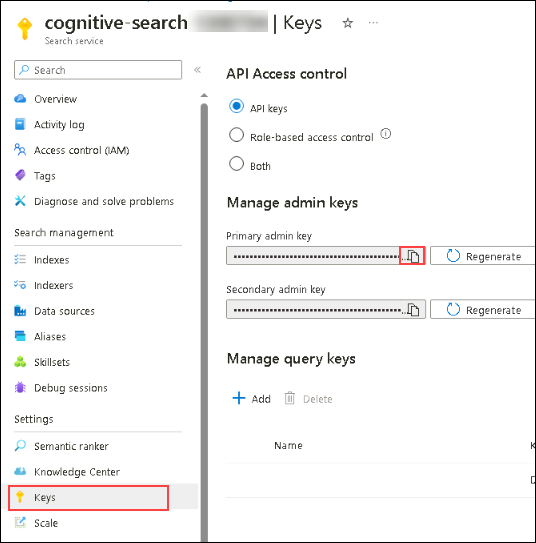 cognitive-search | Keys
Search service
Search
Overview
Activity log
Access control (IAM)
Tags
Diagnose and solve problems
Search management
Indexes
Indexers
Data sources
Aliases
Skillsets
Debug sessions
Settings
Semantic ranker
Knowledge Center
Keys
Scale
API Access control
API keys
Role-based access control
Both
Manage admin keys
Primary admin key
Regenerate
Secondary admin key
Regenerate
Manage query keys
Add
Delete
Name